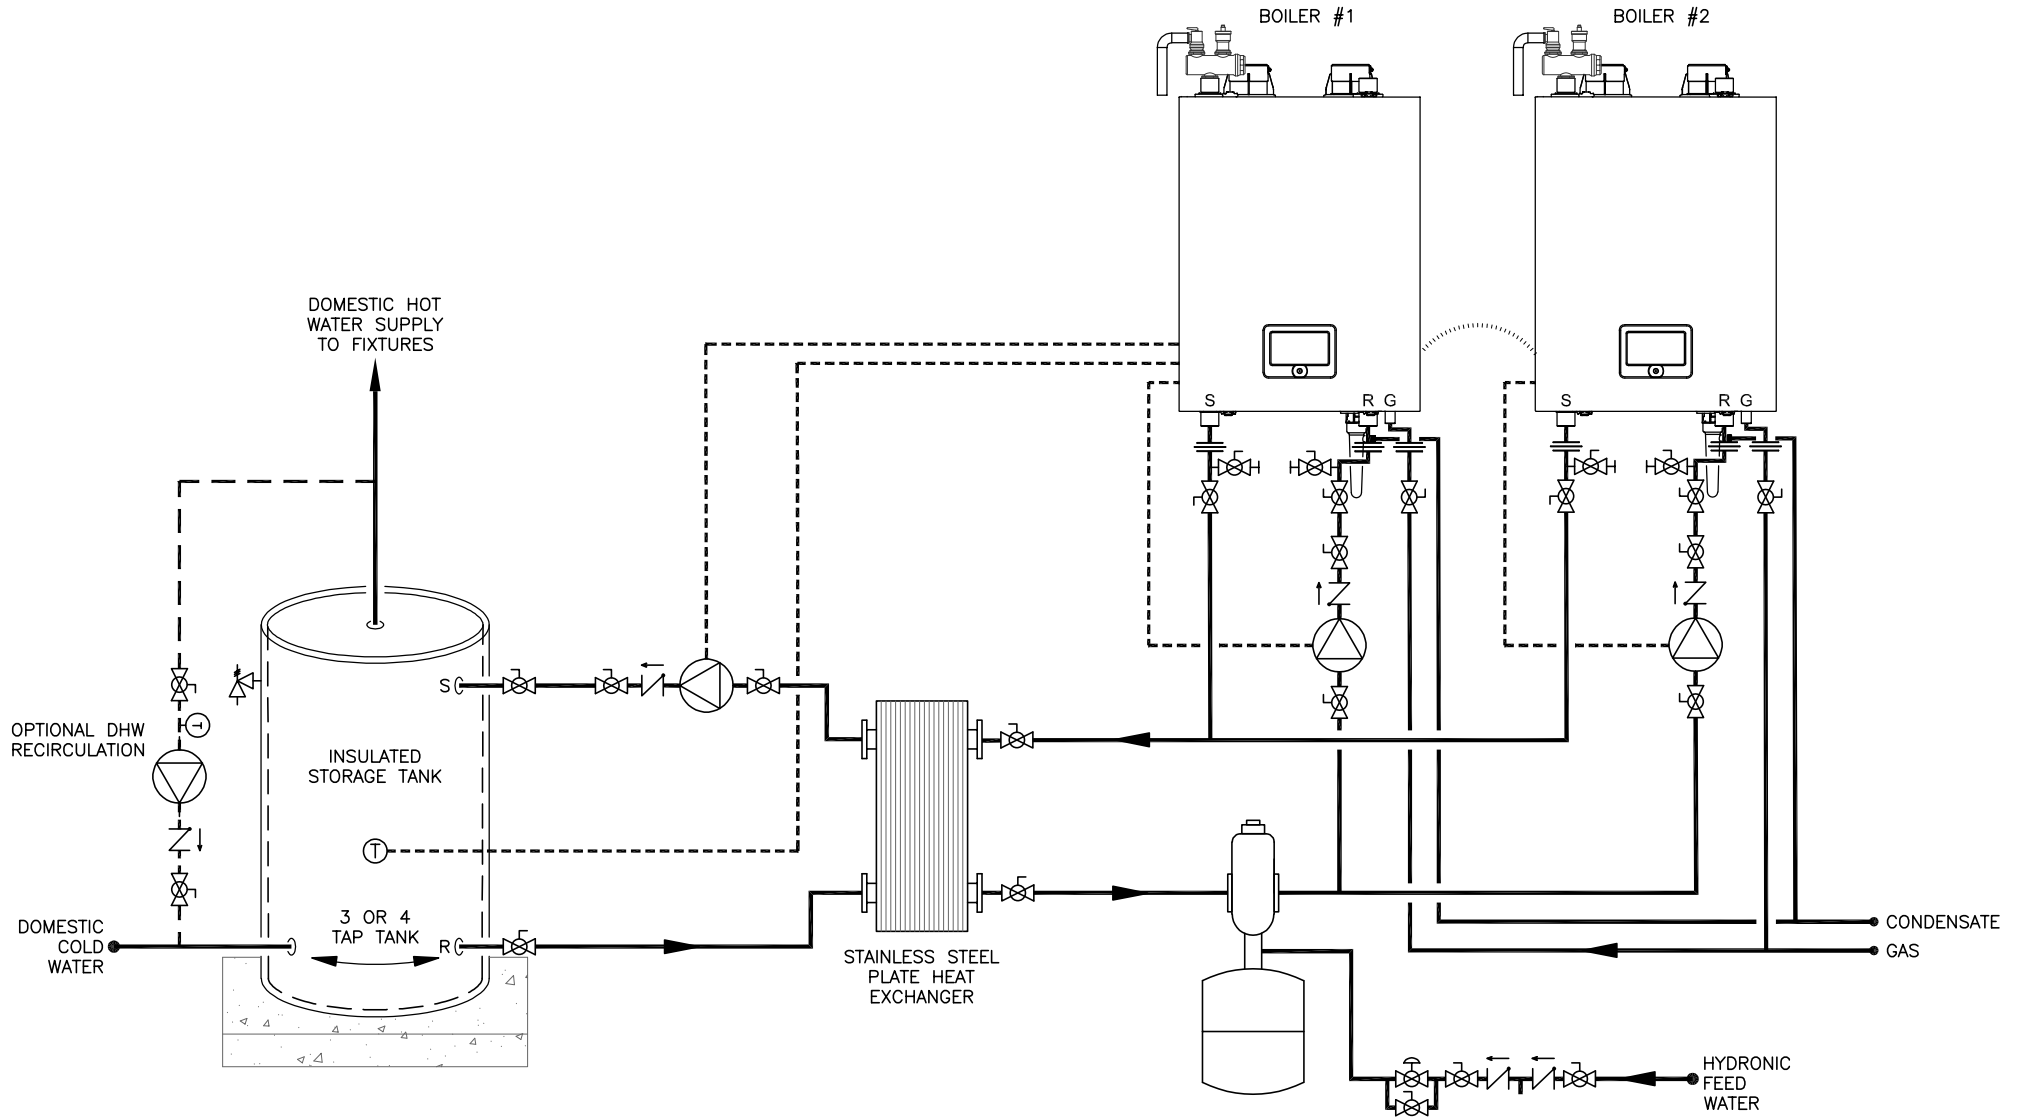 BOILER #1
BOILER #2
DOMESTIC HOT
WATER SUPPLY
TO FIXTURES
S
R G
S
R G
S
T
OPTIONAL DHW
RECIRCULATION
INSULATED
STORAGE TANK
T
3 OR 4
TAP TANK
R
DOMESTIC
COLD
WATER
STAINLESS STEEL
PLATE HEAT
EXCHANGER
CONDENSATE
GAS
HYDRONIC
FEED
WATER